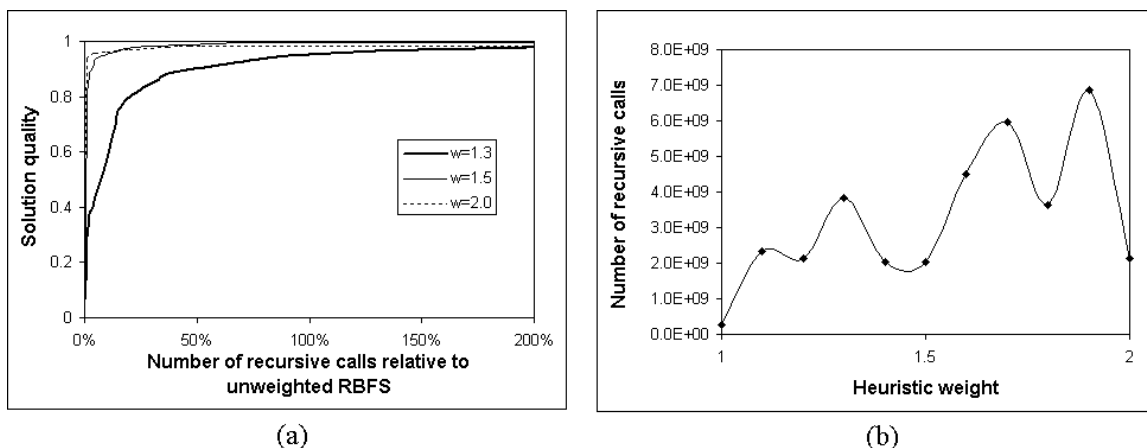 Solution quality
1
0.8
0.6
0.4
0.2
0
0%
50%
100%
150%
200%
Number of recursive calls relative to
unweighted RBFS
w=1.3
w=1.5
w=2.0
(a)
Number of recursive calls
8.0E+09
7.0E+09
6.0E+09
5.0E+09
4.0E+09
3.0E+09
2.0E+09
1.0E+09
0.0E+00
1
1.5
2
Heuristic weight
(b)